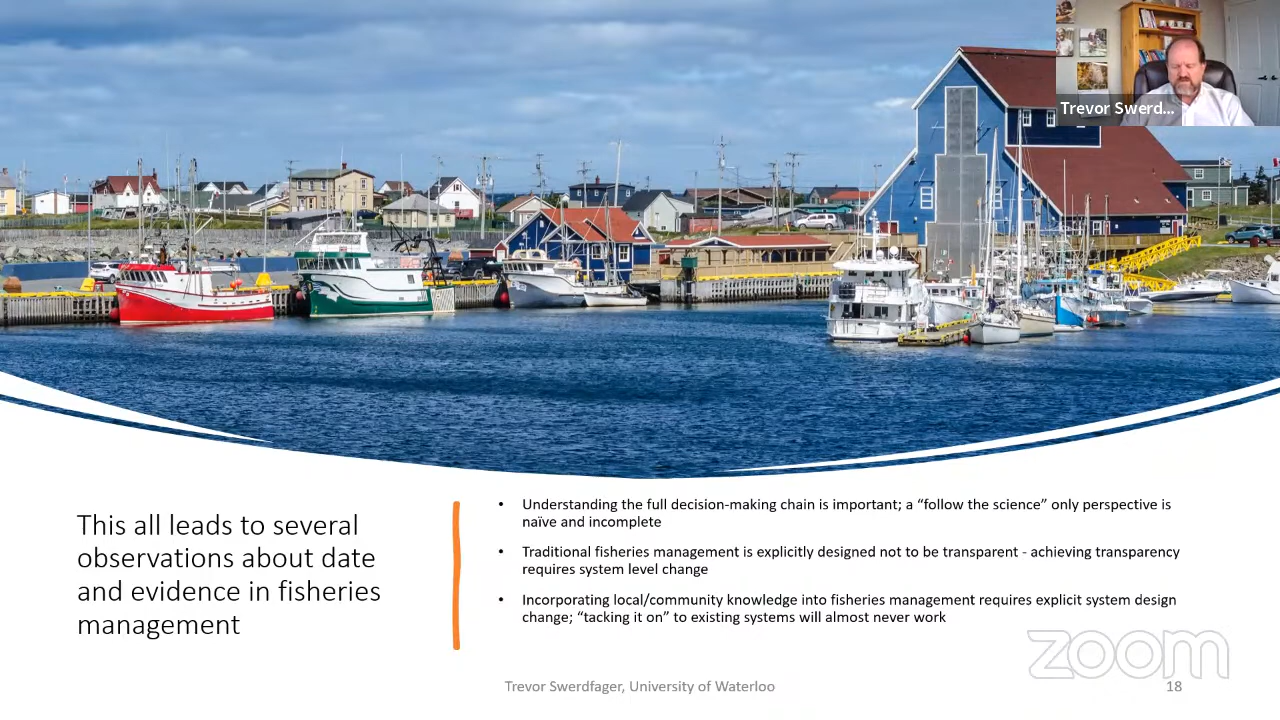 Trevor Swerd...
This all leads to several
observations about date
and evidence in fisheries
management
• Understanding the full decision-making chain is important; a “follow the science” only perspective is
naïve and incomplete
• Traditional fisheries management is explicitly designed not to be transparent - achieving transparency
requires system level change
• Incorporating local/community knowledge into fisheries management requires explicit system design
change; “tacking it on” to existing systems will almost never work
zoom
Trevor Swerdfager, University of Waterloo
18